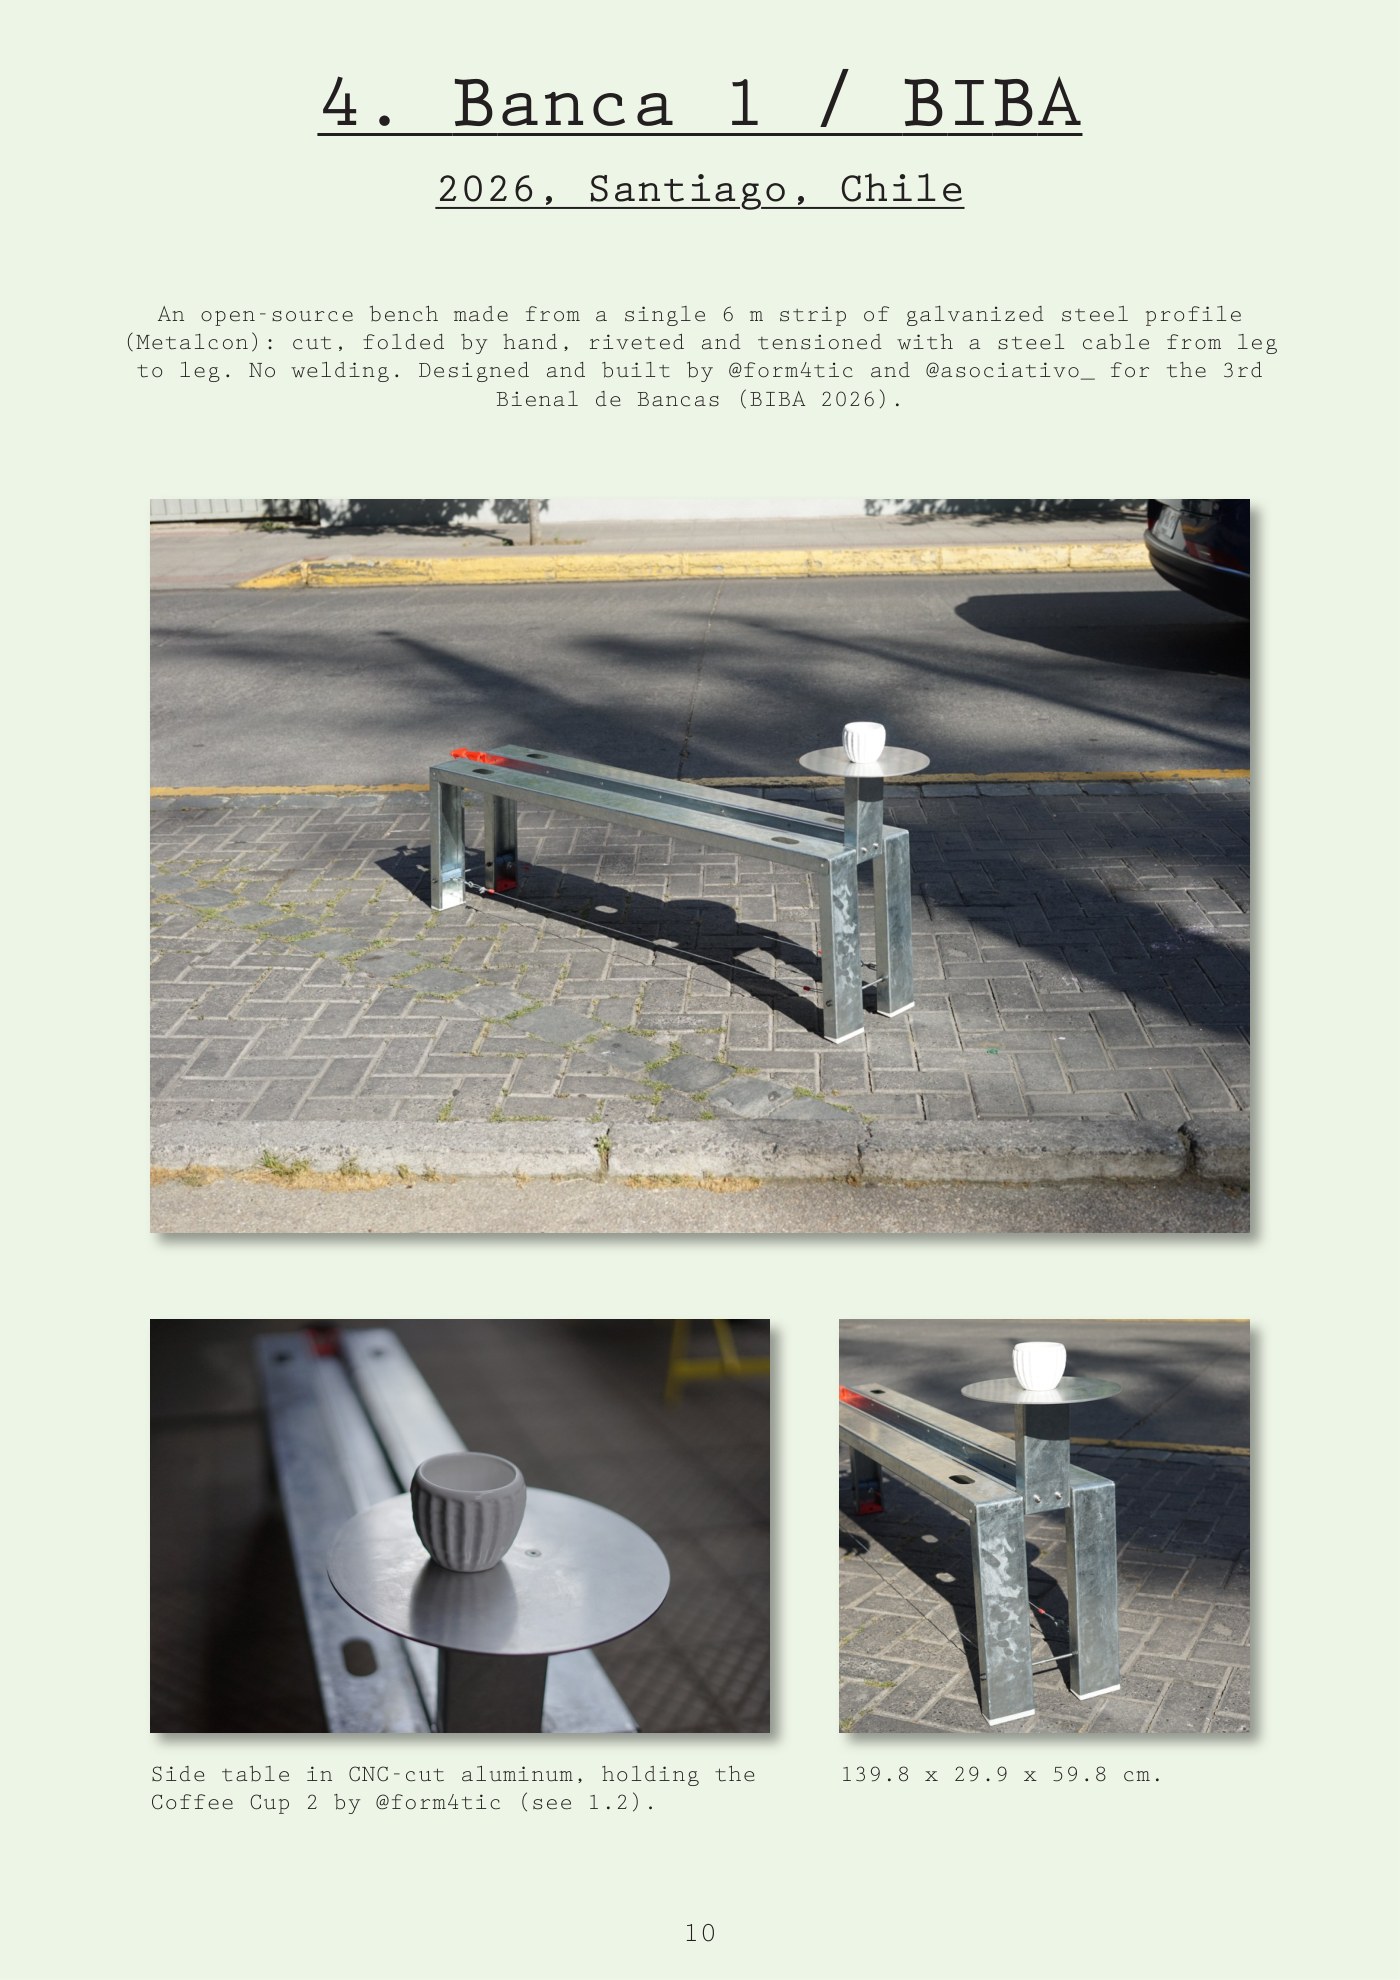 4. Banca 1 / BIBA
2026, Santiago, Chile
An open-source bench made from a single 6 m strip of galvanized steel profile
(Metalcon): cut, folded by hand, riveted and tensioned with a steel cable from leg
to leg. No welding. Designed and built by @form4tic and @asociativo_ for the 3rd
Bienal de Bancas (BIBA 2026).
Side table in CNC-cut aluminum, holding the
Coffee Cup 2 by @form4tic (see 1.2).
139.8 x 29.9 x 59.8 cm.
10